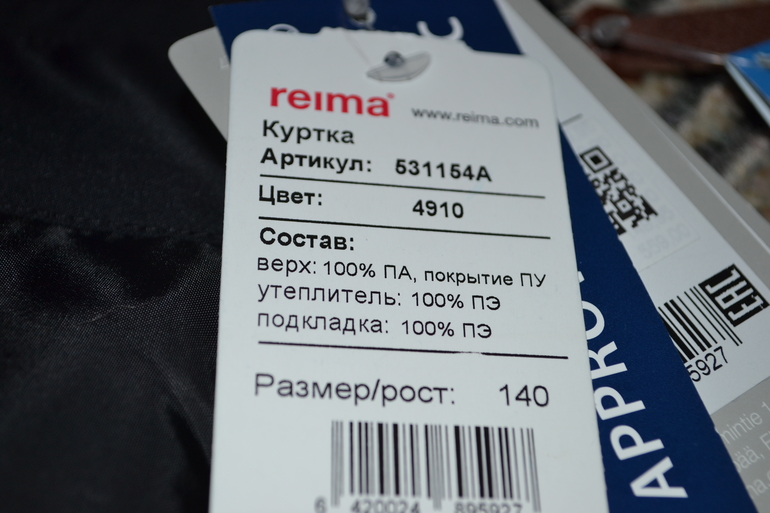 reima
www.reima.com
Куртка
Артикул: 531154A
Цвет: 4910
Состав:
верх: 100% ПА, покрытие ПУ
утеплитель: 100% ПЭ
подкладка: 100% ПЭ
Размер/рост: 140
6 420024 895927
APPRO
EAC
95927